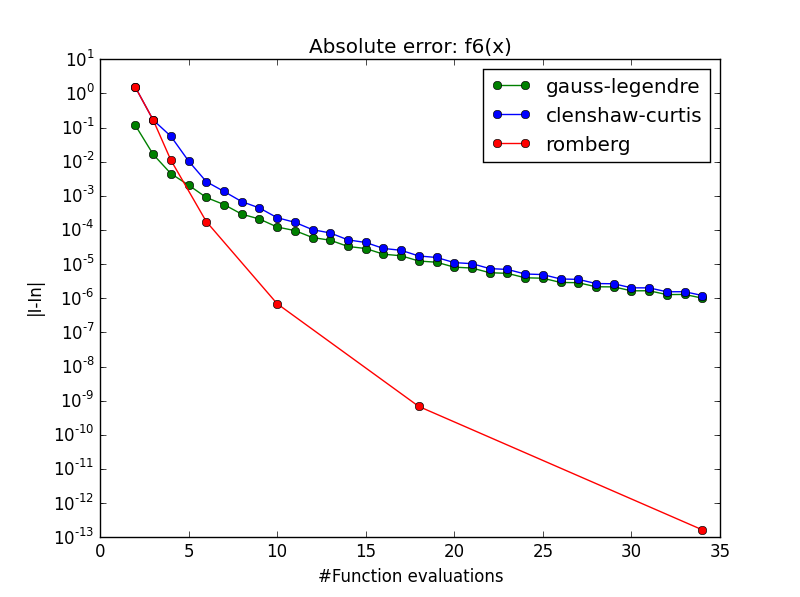 Absolute error: f6(x)
gauss-legendre
clenshaw-curtis
romberg
|I-In|
10^1
10^0
10^-1
10^-2
10^-3
10^-4
10^-5
10^-6
10^-7
10^-8
10^-9
10^-10
10^-11
10^-12
10^-13
0 5 10 15 20 25 30 35
#Function evaluations